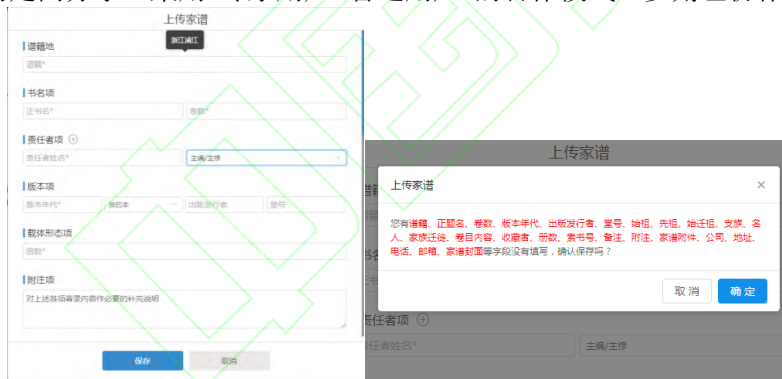 上传家谱
浙江浦江
谱籍地
谱籍*
书名项
正书名*
卷数*
责任者项
责任者姓名*
主编/主修
版本项
版本年代*
出版发行者
堂号
载体形态项
册数*
附注项
对上述各项著录内容作必要的补充说明
保存
取消
上传家谱
上传家谱
×
您有谱籍、正题名、卷数、版本年代、出版发行者、堂号、始祖、先祖、始迁祖、支族、名
人、家族迁徙、卷目内容、收藏者、册数、索书号、备注、附注、家谱附件、公司、地址、
电话、邮箱、家谱封面等字段没有填写，确认保存吗？
取消
确定
责任者项
责任者姓名*
主编/主修